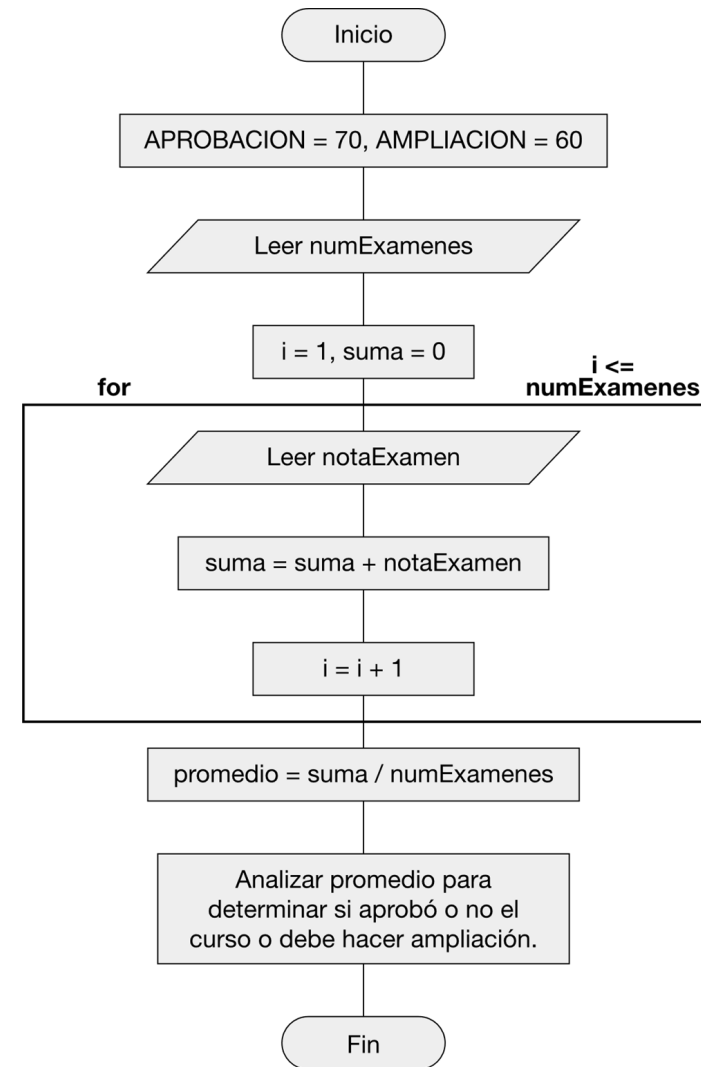 Inicio
APROBACION = 70, AMPLIACION = 60
Leer numExamenes
i = 1, suma = 0
for
i <=
numExamenes
Leer notaExamen
suma = suma + notaExamen
i = i + 1
promedio = suma / numExamenes
Analizar promedio para
determinar si aprobó o no el
curso o debe hacer ampliación.
Fin